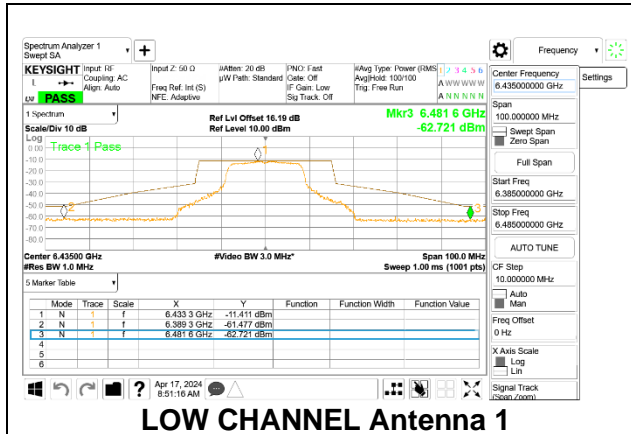 Spectrum Analyzer 1
Swept SA
Frequency
KEYSIGHT
Input: RF
Coupling: AC
Align: Auto
Input Z: 50 Ω
Freq Ref: Int (S)
NFE: Adaptive
#Atten: 20 dB
µW Path: Standard
PNO: Fast
Gate: Off
IF Gain: Low
Sig Track: Off
#Avg Type: Power (RMS
Avg|Hold: 100/100
Trig: Free Run
1 2 3 4 5 6
A W W W W W
A N N N N N
L
PASS
Center Frequency
6.435000000 GHz
Settings
Span
100.000000 MHz
Swept Span
Zero Span
Full Span
Start Freq
6.385000000 GHz
Stop Freq
6.485000000 GHz
AUTO TUNE
CF Step
10.000000 MHz
Auto
Man
Freq Offset
0 Hz
X Axis Scale
Log
Lin
Signal Track
(Span Zoom)
1 Spectrum
Scale/Div 10 dB
Ref Lvl Offset 16.19 dB
Ref Level 10.00 dBm
Mkr3 6.481 6 GHz
-62.721 dBm
Log
Trace 1 Pass
0.00
-10.0
-20.0
-30.0
-40.0
-50.0
-60.0
-70.0
-80.0
1
2
3
Center 6.43500 GHz
#Video BW 3.0 MHz*
Span 100.0 MHz
#Res BW 1.0 MHz
Sweep 1.00 ms (1001 pts)
5 Marker Table
Mode Trace Scale X Y Function Function Width Function Value
1 N 1 f 6.433 3 GHz -11.411 dBm
2 N 1 f 6.389 3 GHz -61.477 dBm
3 N 1 f 6.481 6 GHz -62.721 dBm
4
5
6
?
Apr 17, 2024
8:51:16 AM
LOW CHANNEL Antenna 1